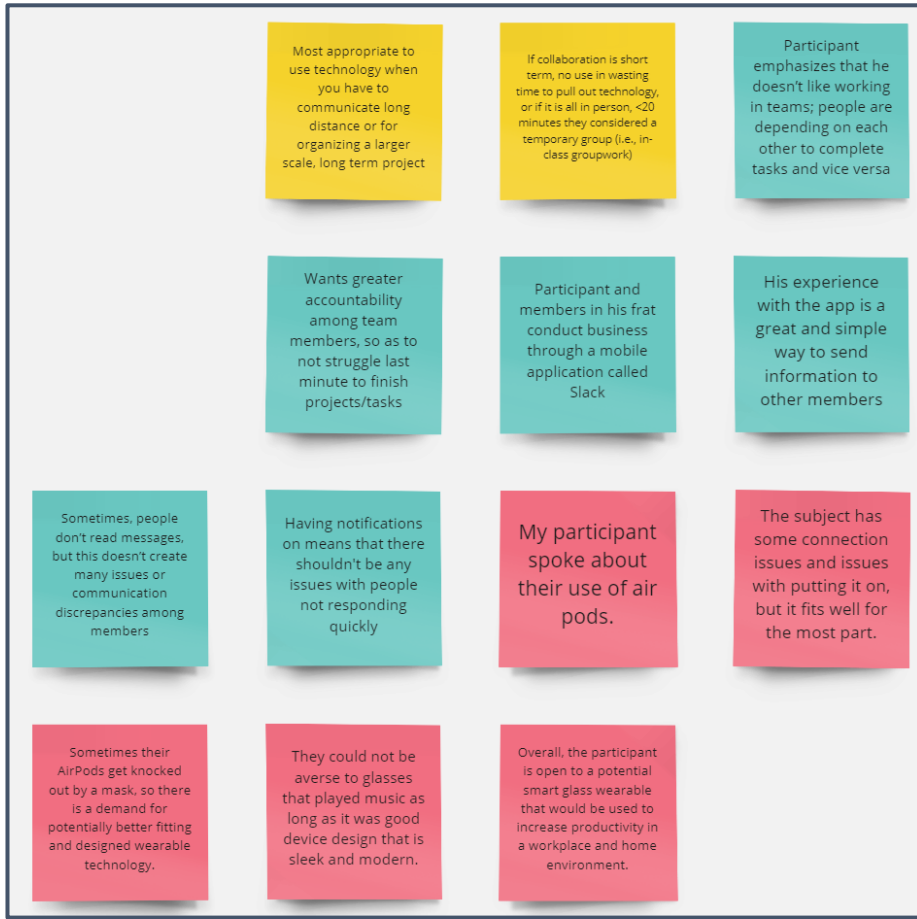 Most appropriate to
use technology when
you have to
communicate long
distance or for
organizing a larger
scale, long term project
If collaboration is short
term, no use in wasting
time to pull out technology,
or if it is all in person, <20
minutes they considered a
temporary group (i.e., in-
class groupwork)
Participant
emphasizes that he
doesn't like working
in teams; people are
depending on each
other to complete
tasks and vice versa
Wants greater
accountability
among team
members, so as to
not struggle last
minute to finish
projects/tasks
Participant and
members in his frat
conduct business
through a mobile
application called
Slack
His experience
with the app is a
great and simple
way to send
information to
other members
Sometimes, people
don't read messages,
but this doesn't create
many issues or
communication
discrepancies among
members
Having notifications
on means that there
shouldn't be any
issues with people
not responding
quickly
My participant
spoke about
their use of air
pods.
The subject has
some connection
issues and issues
with putting it on,
but it fits well for
the most part.
Sometimes their
AirPods get knocked
out by a mask, so there
is a demand for
potentially better fitting
and designed wearable
technology.
They could not be
averse to glasses
that played music as
long as it was good
device design that is
sleek and modern.
Overall, the participant
is open to a potential
smart glass wearable
that would be used to
increase productivity in
a workplace and home
environment.